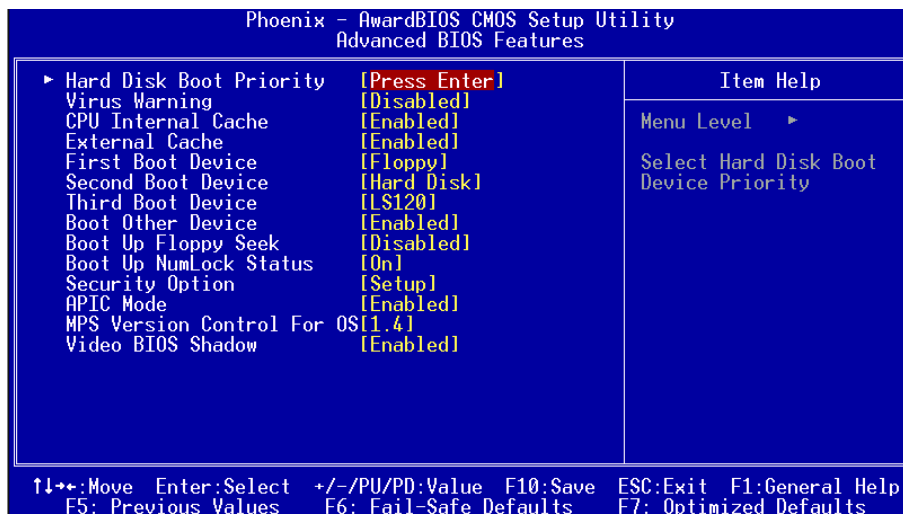 Phoenix - AwardBIOS CMOS Setup Utility
Advanced BIOS Features
► Hard Disk Boot Priority [Press Enter]
Virus Warning [Disabled]
CPU Internal Cache [Enabled]
External Cache [Enabled]
First Boot Device [Floppy]
Second Boot Device [Hard Disk]
Third Boot Device [LS120]
Boot Other Device [Enabled]
Boot Up Floppy Seek [Disabled]
Boot Up NumLock Status [On]
Security Option [Setup]
APIC Mode [Enabled]
MPS Version Control For OS[1.4]
Video BIOS Shadow [Enabled]
Item Help
Menu Level ►
Select Hard Disk Boot
Device Priority
↑↓→←:Move Enter:Select +/-/PU/PD:Value F10:Save ESC:Exit F1:General Help
F5: Previous Values F6: Fail-Safe Defaults F7: Optimized Defaults